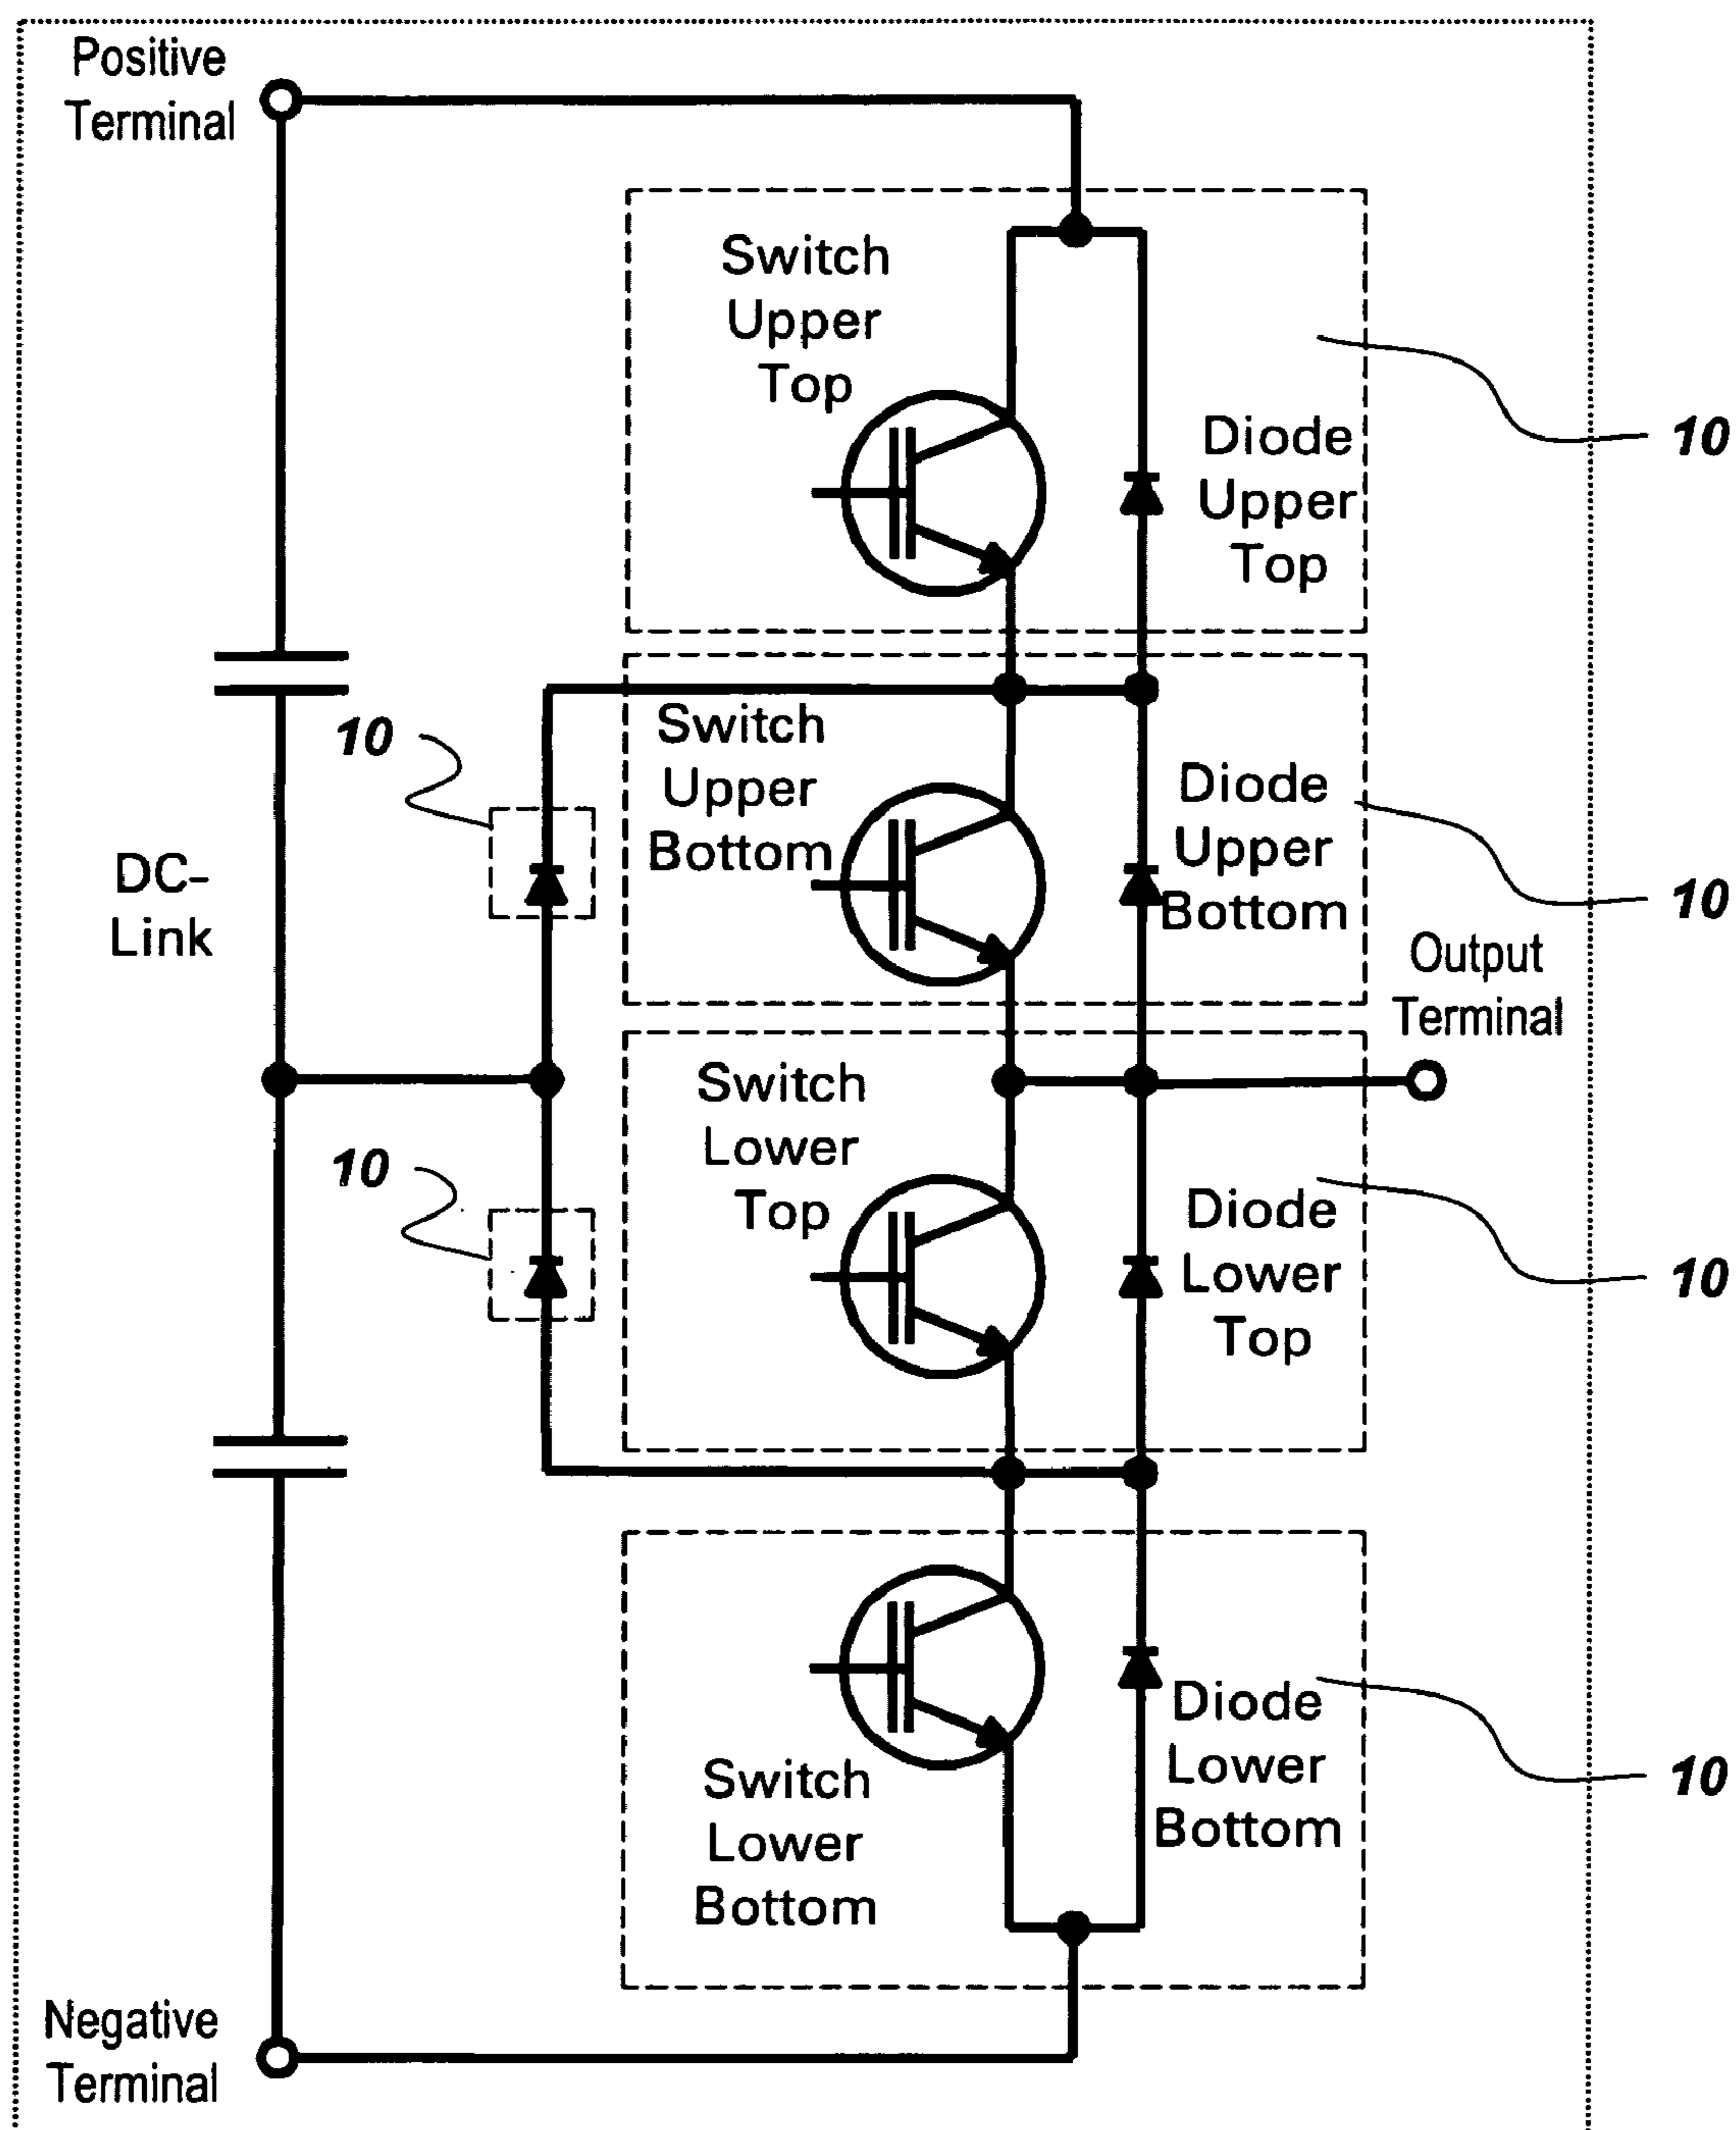 Positive
Terminal
Switch
Upper
Top
10
Diode
Upper
Top
10
Switch
Upper
Bottom
Diode
Upper
Bottom
10
DC-
Link
Output
Terminal
10
Switch
Lower
Top
Diode
Lower
Top
10
Switch
Lower
Bottom
Diode
Lower
Bottom
10
Negative
Terminal